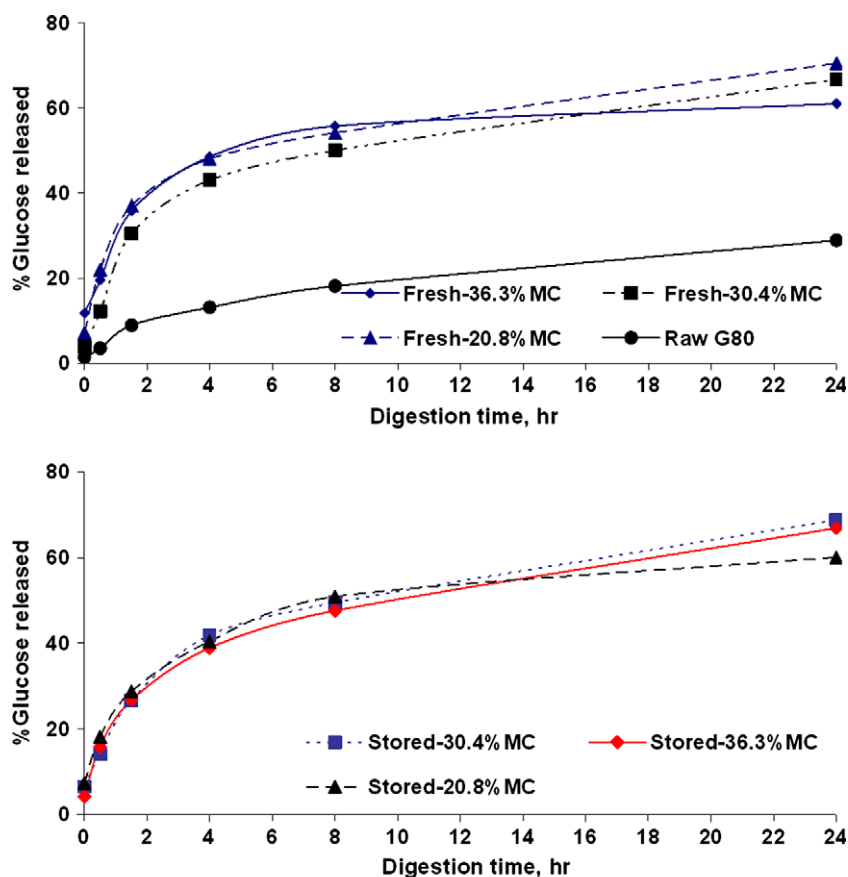 80
60
40
20
0
% Glucose released
Fresh-36.3% MC
Fresh-30.4% MC
Fresh-20.8% MC
Raw G80
0 2 4 6 8 10 12 14 16 18 20 22 24
Digestion time, hr
80
60
40
20
0
% Glucose released
Stored-30.4% MC
Stored-36.3% MC
Stored-20.8% MC
0 2 4 6 8 10 12 14 16 18 20 22 24
Digestion time, hr